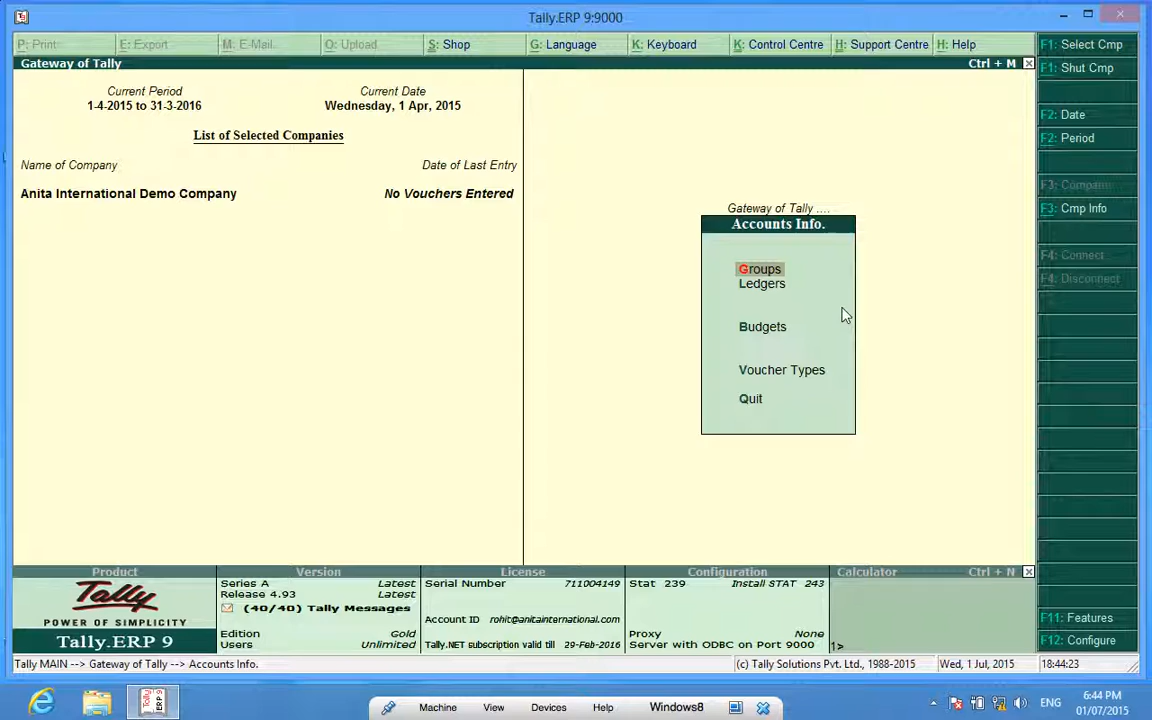 Tally.ERP 9:9000
P: Print
E: Export
M: E-Mail
O: Upload
S: Shop
G: Language
K: Keyboard
K: Control Centre
H: Support Centre
H: Help
Gateway of Tally
Ctrl + M
Current Period
1-4-2015 to 31-3-2016
Current Date
Wednesday, 1 Apr, 2015
List of Selected Companies
Name of Company
Date of Last Entry
Anita International Demo Company
No Vouchers Entered
Gateway of Tally ....
Accounts Info.
Groups
Ledgers
Budgets
Voucher Types
Quit
F1: Select Cmp
F1: Shut Cmp
F2: Date
F2: Period
F3: Company
F3: Cmp Info
F4: Connect
F4: Disconnect
F11: Features
F12: Configure
Product
Tally
POWER OF SIMPLICITY
Tally.ERP 9
Version
Series A Latest
Release 4.93 Latest
(40/40) Tally Messages
Edition Gold
Users Unlimited
License
Serial Number 711004149
Account ID rohit@anitainternational.com
Tally.NET subscription valid till 29-Feb-2016
Configuration
Stat 239 Install STAT 243
Proxy None
Server with ODBC on Port 9000
Calculator Ctrl + N
1>
Tally MAIN --> Gateway of Tally --> Accounts Info.
(c) Tally Solutions Pvt. Ltd., 1988-2015
Wed, 1 Jul, 2015
18:44:23
Tally
ERP 9
Machine
View
Devices
Help
Windows8
ENG
6:44 PM
01/07/2015